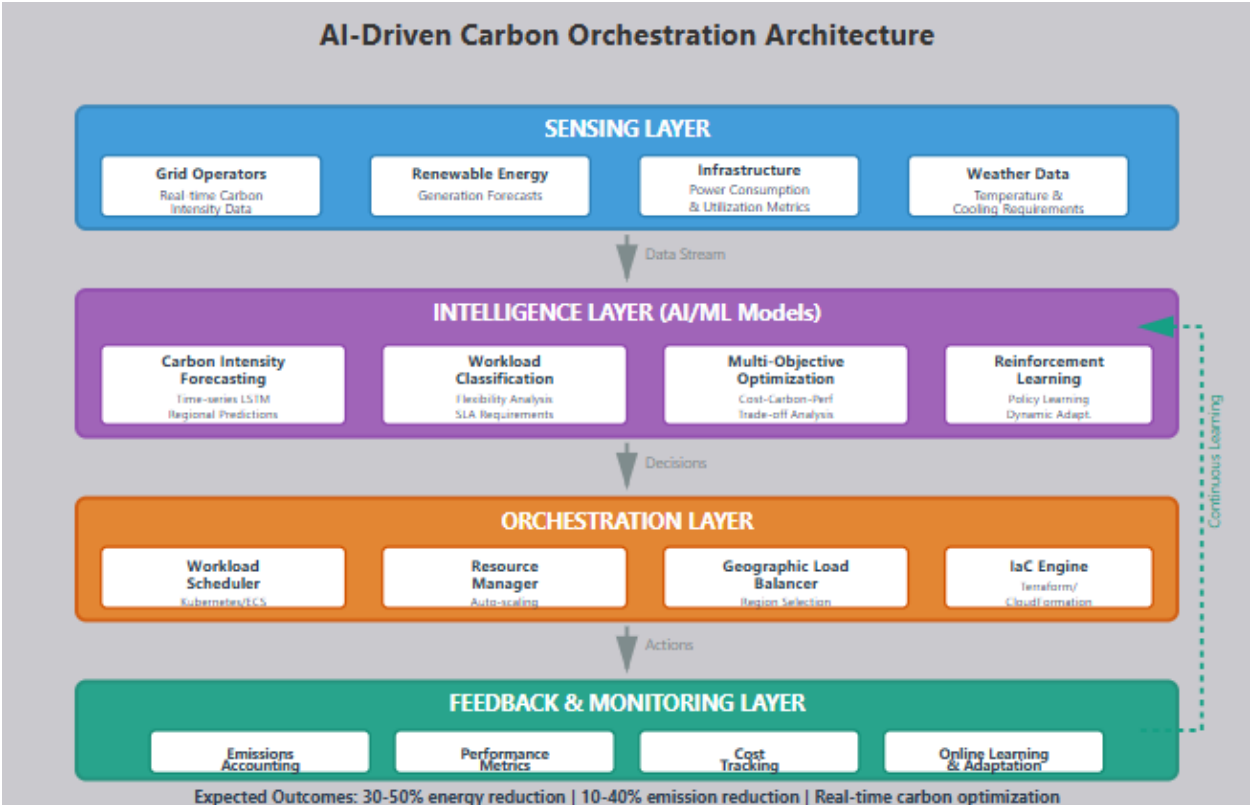 AI-Driven Carbon Orchestration Architecture
SENSING LAYER
Grid Operators
Real-time Carbon
Intensity Data
Renewable Energy
Generation Forecasts
Infrastructure
Power Consumption
& Utilization Metrics
Weather Data
Temperature &
Cooling Requirements
Data Stream
INTELLIGENCE LAYER (AI/ML Models)
Carbon Intensity
Forecasting
Time-series LSTM
Regional Predictions
Workload
Classification
Flexibility Analysis
SLA Requirements
Multi-Objective
Optimization
Cost-Carbon-Perf
Trade-off Analysis
Reinforcement
Learning
Policy Learning
Dynamic Adapt.
Continuous Learning
Decisions
ORCHESTRATION LAYER
Workload
Scheduler
Kubernetes/ECS
Resource
Manager
Auto-scaling
Geographic Load
Balancer
Region Selection
IaC Engine
Terraform/
CloudFormation
Actions
FEEDBACK & MONITORING LAYER
Emissions
Accounting
Performance
Metrics
Cost
Tracking
Online Learning
& Adaptation
Expected Outcomes: 30-50% energy reduction | 10-40% emission reduction | Real-time carbon optimization